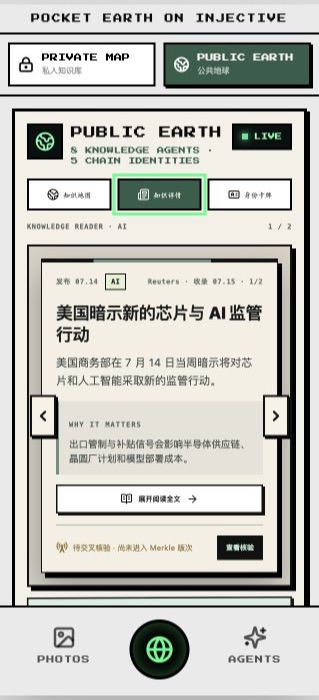 POCKET EARTH ON INJECTIVE
PRIVATE MAP
私人知识库
PUBLIC EARTH
公共地球
PUBLIC EARTH
& KNOWLEDGE AGENTS ·
5 CHAIN IDENTITIES
LIVE
知识地图
知识详情
身份卡牌
KNOWLEDGE READER · AI
1 / 2
发布 07.14
AI
Reuters · 收录 07.15 · 1/2
美国暗示新的芯片与 AI 监管
行动
美国商务部在 7 月 14 日当周暗示将对芯
片和人工智能采取新的监管行动。
WHY IT MATTERS
出口管制与补贴信号会影响半导体供应链、
晶圆厂计划和模型部署成本。
展开阅读全文 →
待交叉核验 · 尚未进入 Merkle 版次
查看核验
PHOTOS
AGENTS